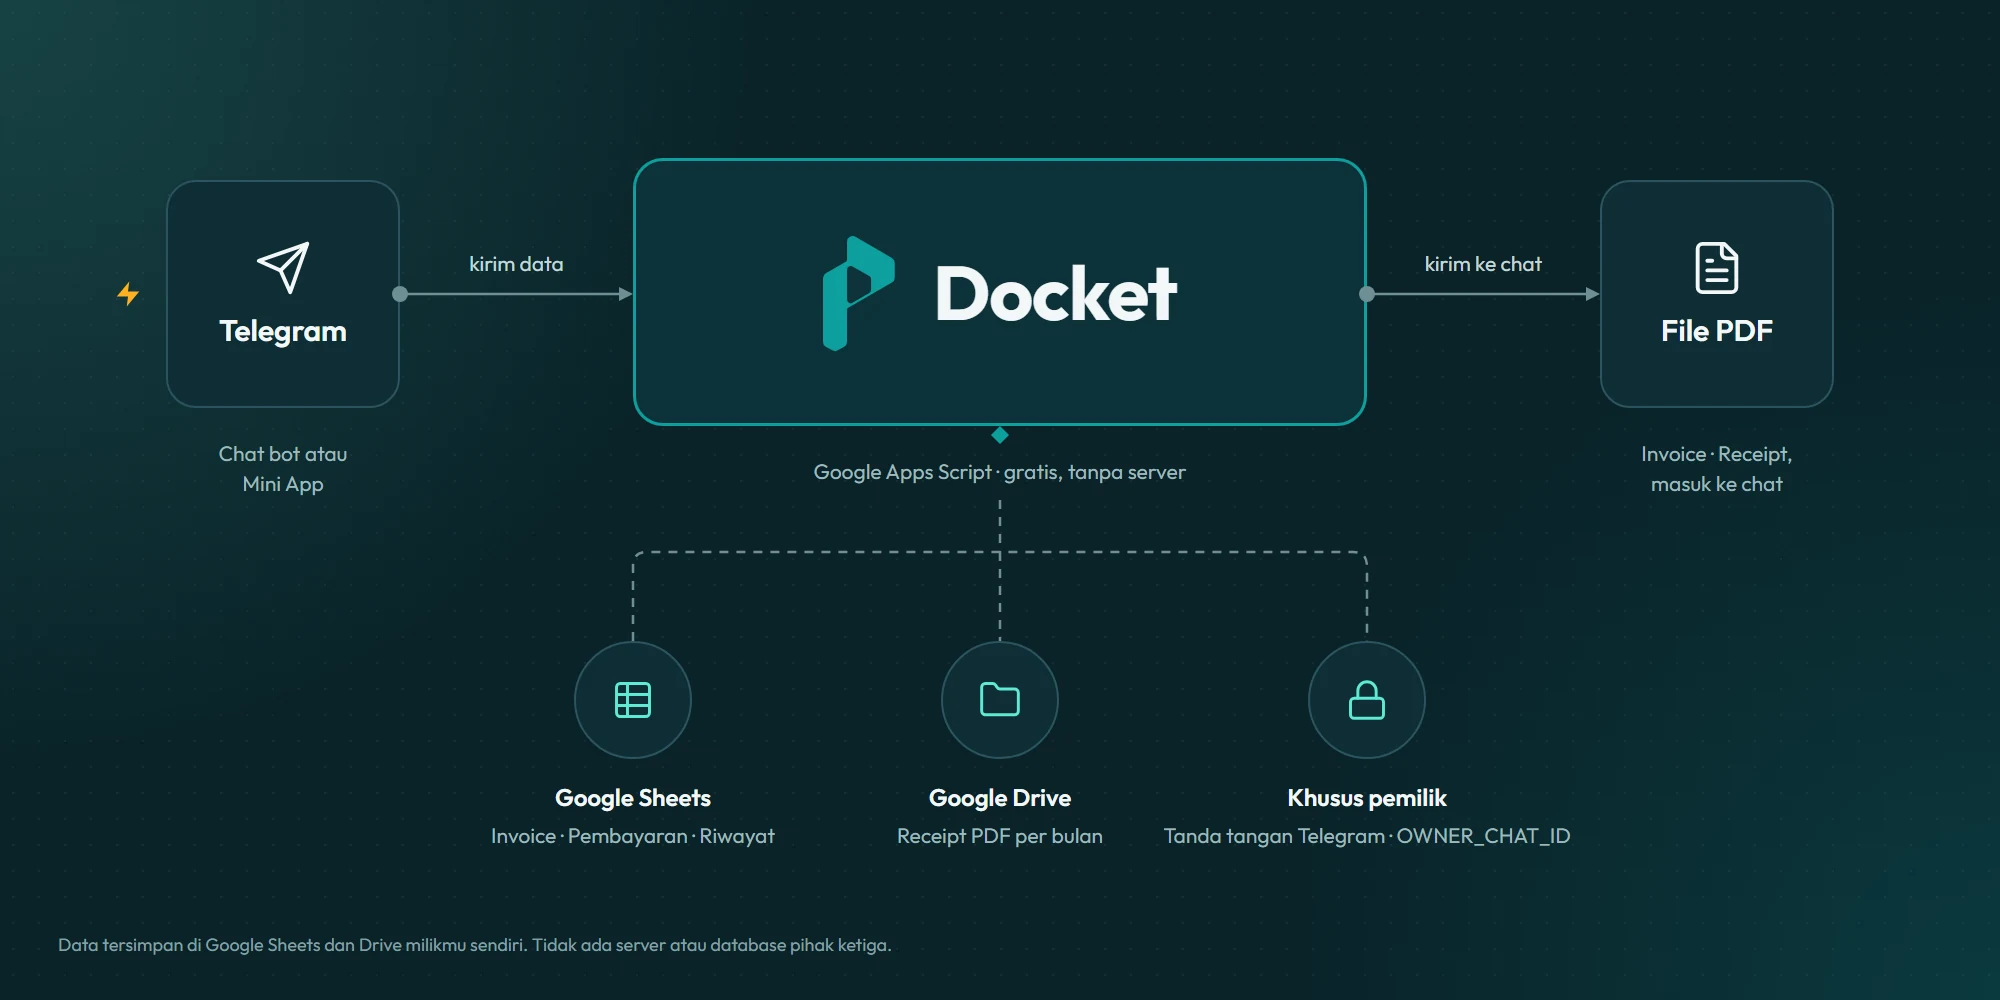 Telegram
Chat bot atau
Mini App
kirim data
Docket
Google Apps Script · gratis, tanpa server
kirim ke chat
File PDF
Invoice · Receipt,
masuk ke chat
Google Sheets
Invoice · Pembayaran · Riwayat
Google Drive
Receipt PDF per bulan
Khusus pemilik
Tanda tangan Telegram · OWNER_CHAT_ID
Data tersimpan di Google Sheets dan Drive milikmu sendiri. Tidak ada server atau database pihak ketiga.